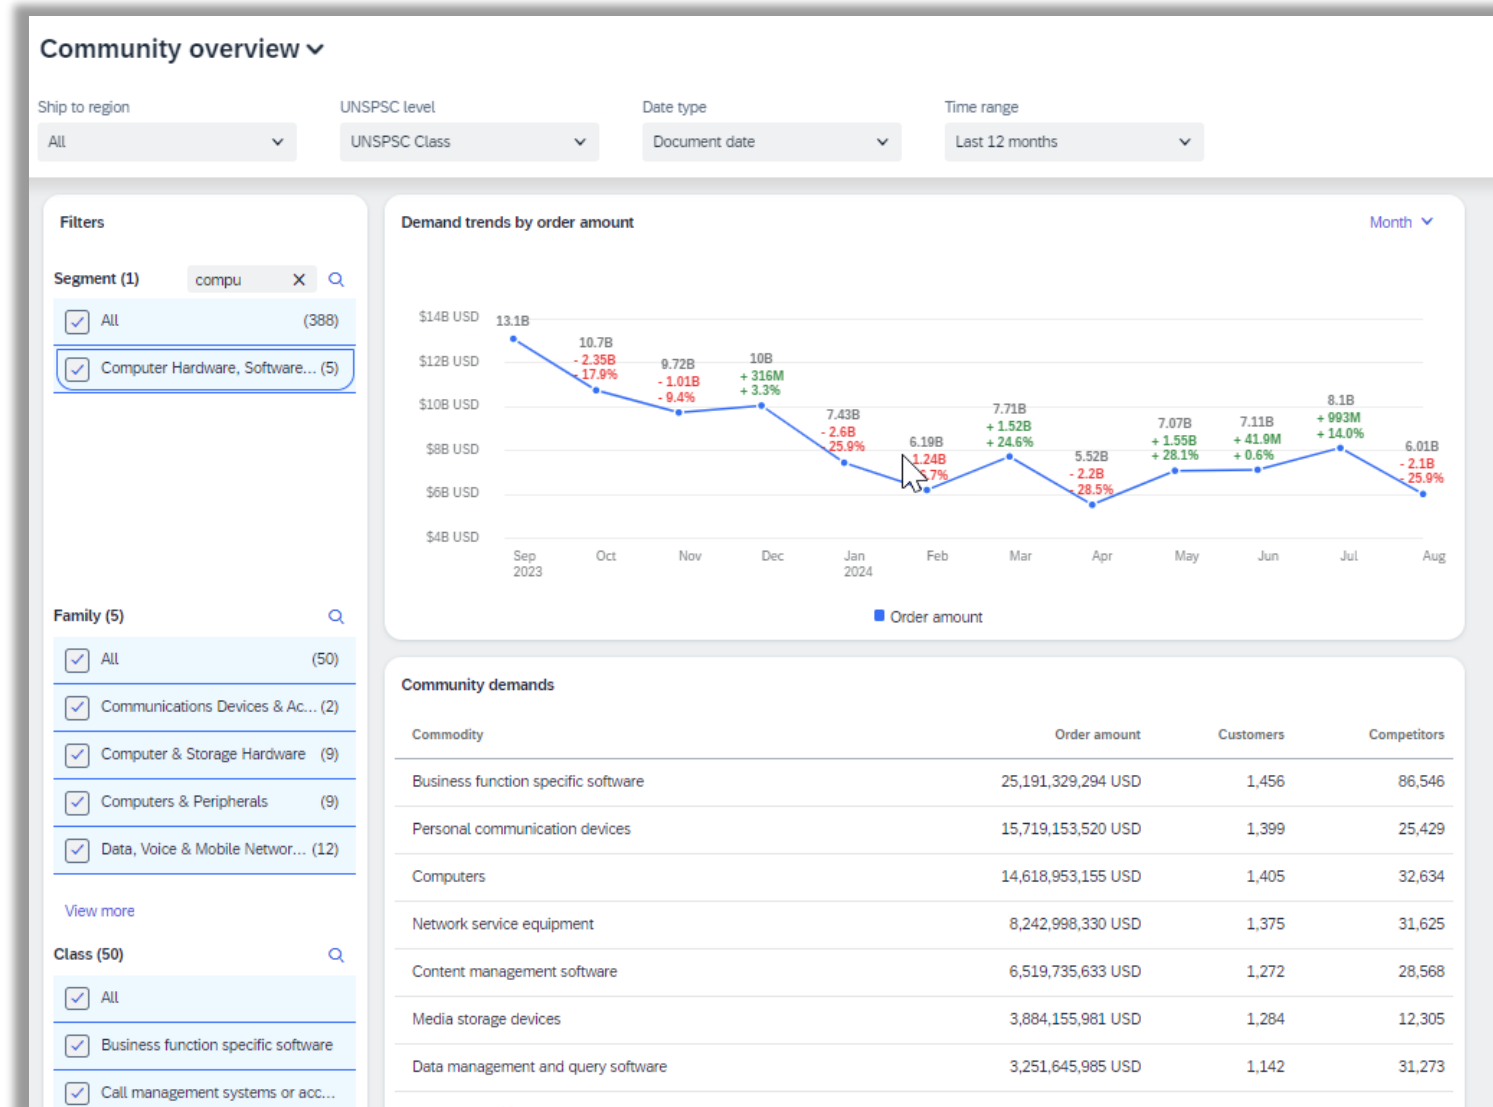 Community overview
Ship to region
UNSPSC level
Date type
Time range
All
UNSPSC Class
Document date
Last 12 months
Filters
Segment (1)
compu
All (388)
Computer Hardware, Software... (5)
Family (5)
All (50)
Communications Devices & Ac... (2)
Computer & Storage Hardware (9)
Computers & Peripherals (9)
Data, Voice & Mobile Networ... (12)
View more
Class (50)
All
Business function specific software
Call management systems or acc...
Demand trends by order amount
Month
$14B USD
$12B USD
$10B USD
$8B USD
$6B USD
$4B USD
13.1B
10.7B
- 2.35B
- 17.9%
9.72B
- 1.01B
- 9.4%
10B
+ 316M
+ 3.3%
7.43B
- 2.6B
- 25.9%
6.19B
1.24B
7.71B
+ 1.52B
+ 24.6%
5.52B
- 2.2B
- 28.5%
7.07B
+ 1.55B
+ 28.1%
7.11B
+ 41.9M
+ 0.6%
8.1B
+ 993M
+ 14.0%
6.01B
- 2.1B
- 25.9%
Sep Oct Nov Dec Jan Feb Mar Apr May Jun Jul Aug
2023 2024
Order amount
Community demands
Commodity Order amount Customers Competitors
Business function specific software 25,191,329,294 USD 1,456 86,546
Personal communication devices 15,719,153,520 USD 1,399 25,429
Computers 14,618,953,155 USD 1,405 32,634
Network service equipment 8,242,998,330 USD 1,375 31,625
Content management software 6,519,735,633 USD 1,272 28,568
Media storage devices 3,884,155,981 USD 1,284 12,305
Data management and query software 3,251,645,985 USD 1,142 31,273